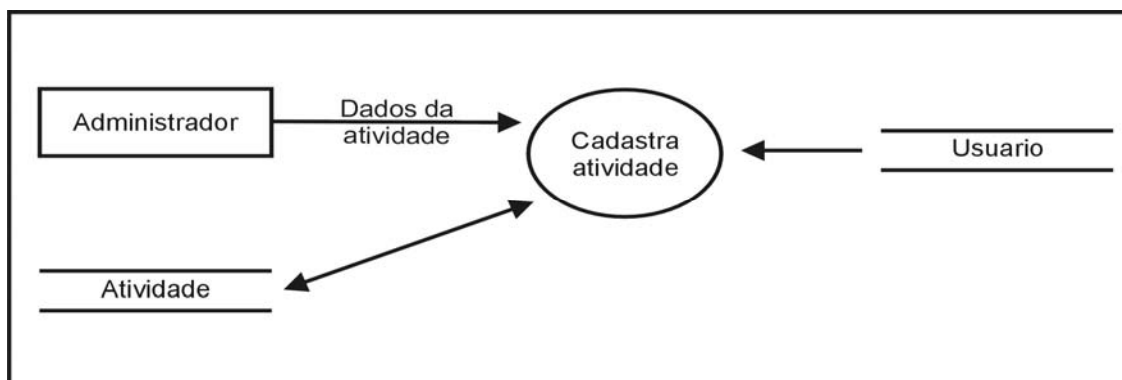 Administrador
Dados da
atividade
Cadastra
atividade
Usuario
Atividade